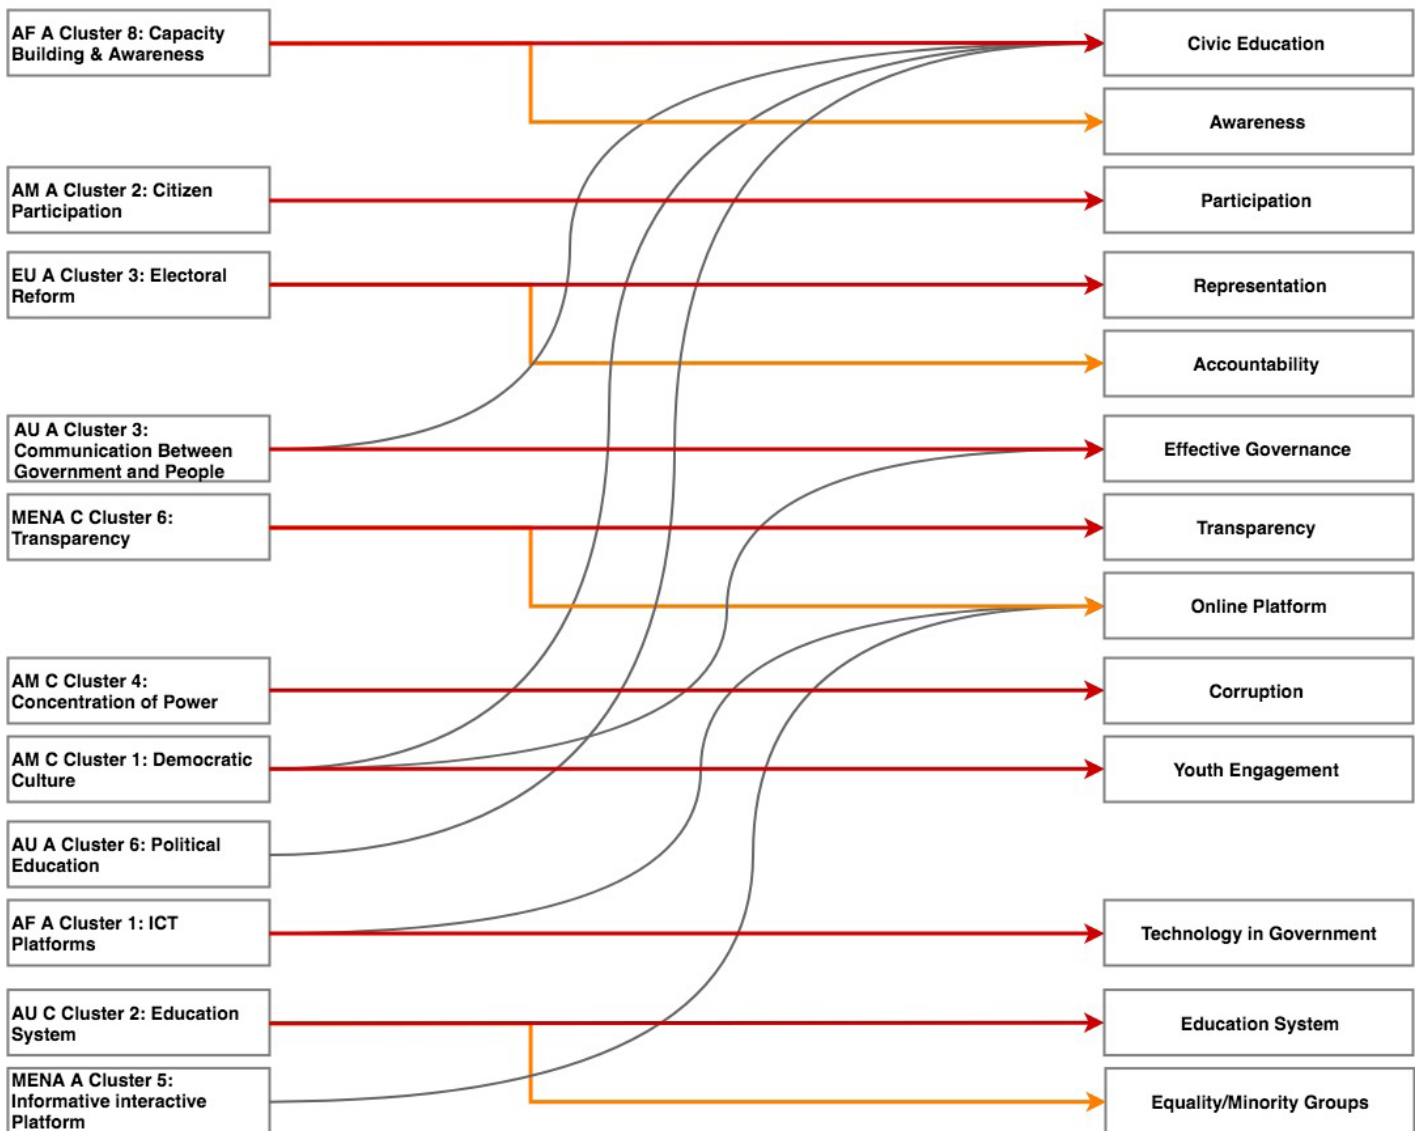 AF A Cluster 8: Capacity
Building & Awareness
Civic Education
Awareness
AM A Cluster 2: Citizen
Participation
Participation
EU A Cluster 3: Electoral
Reform
Representation
Accountability
AU A Cluster 3:
Communication Between
Government and People
Effective Governance
MENA C Cluster 6:
Transparency
Transparency
Online Platform
AM C Cluster 4:
Concentration of Power
Corruption
AM C Cluster 1: Democratic
Culture
Youth Engagement
AU A Cluster 6: Political
Education
AF A Cluster 1: ICT
Platforms
Technology in Government
AU C Cluster 2: Education
System
Education System
MENA A Cluster 5:
Informative interactive
Platform
Equality/Minority Groups